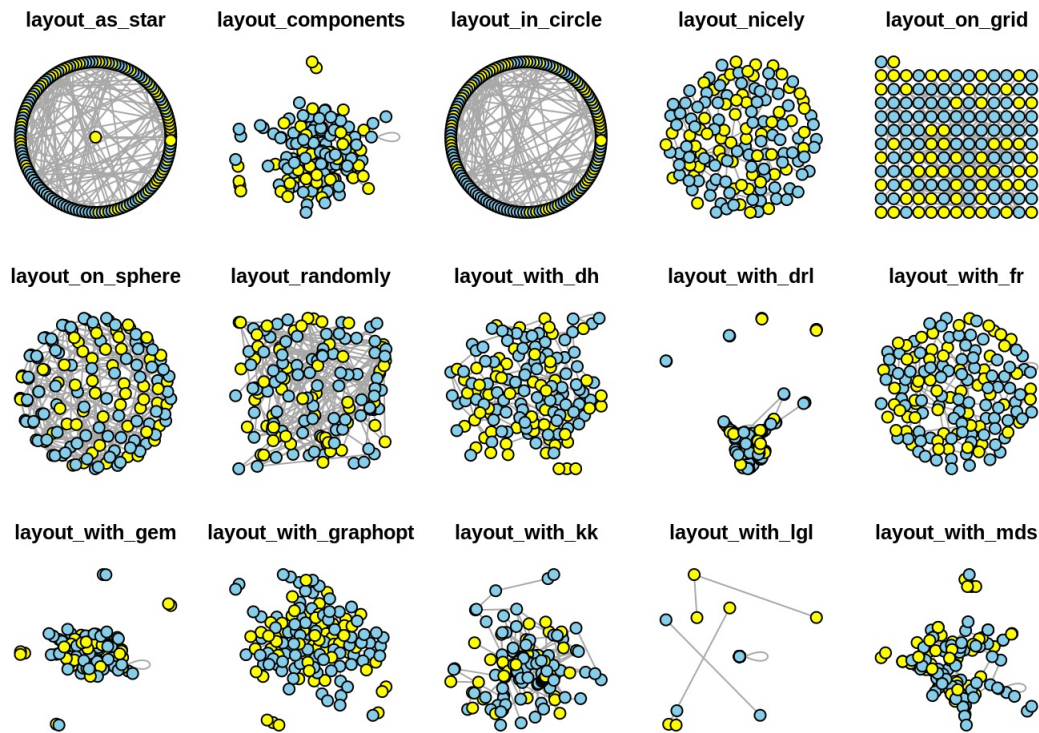 layout_as_star
layout_components
layout_in_circle
layout_nicely
layout_on_grid
layout_on_sphere
layout_randomly
layout_with_dh
layout_with_drl
layout_with_fr
layout_with_gem
layout_with_graphopt
layout_with_kk
layout_with_lgl
layout_with_mds